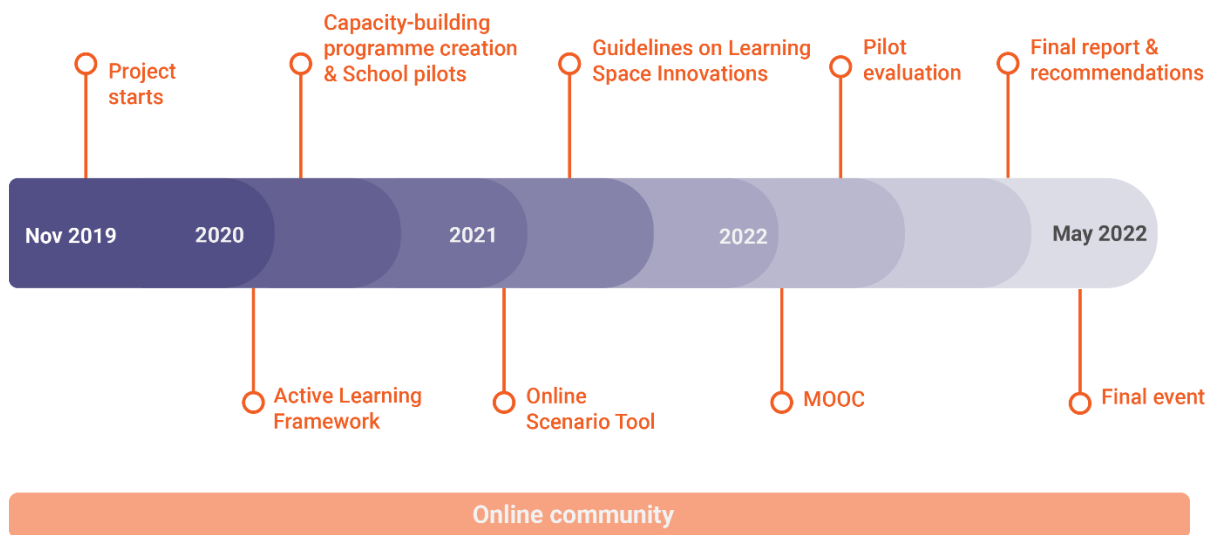 Project
starts
Capacity-building
programme creation
& School pilots
Guidelines on Learning
Space Innovations
Pilot
evaluation
Final report &
recommendations
Nov 2019
2020
2021
2022
May 2022
Active Learning
Framework
Online
Scenario Tool
MOOC
Final event
Online community